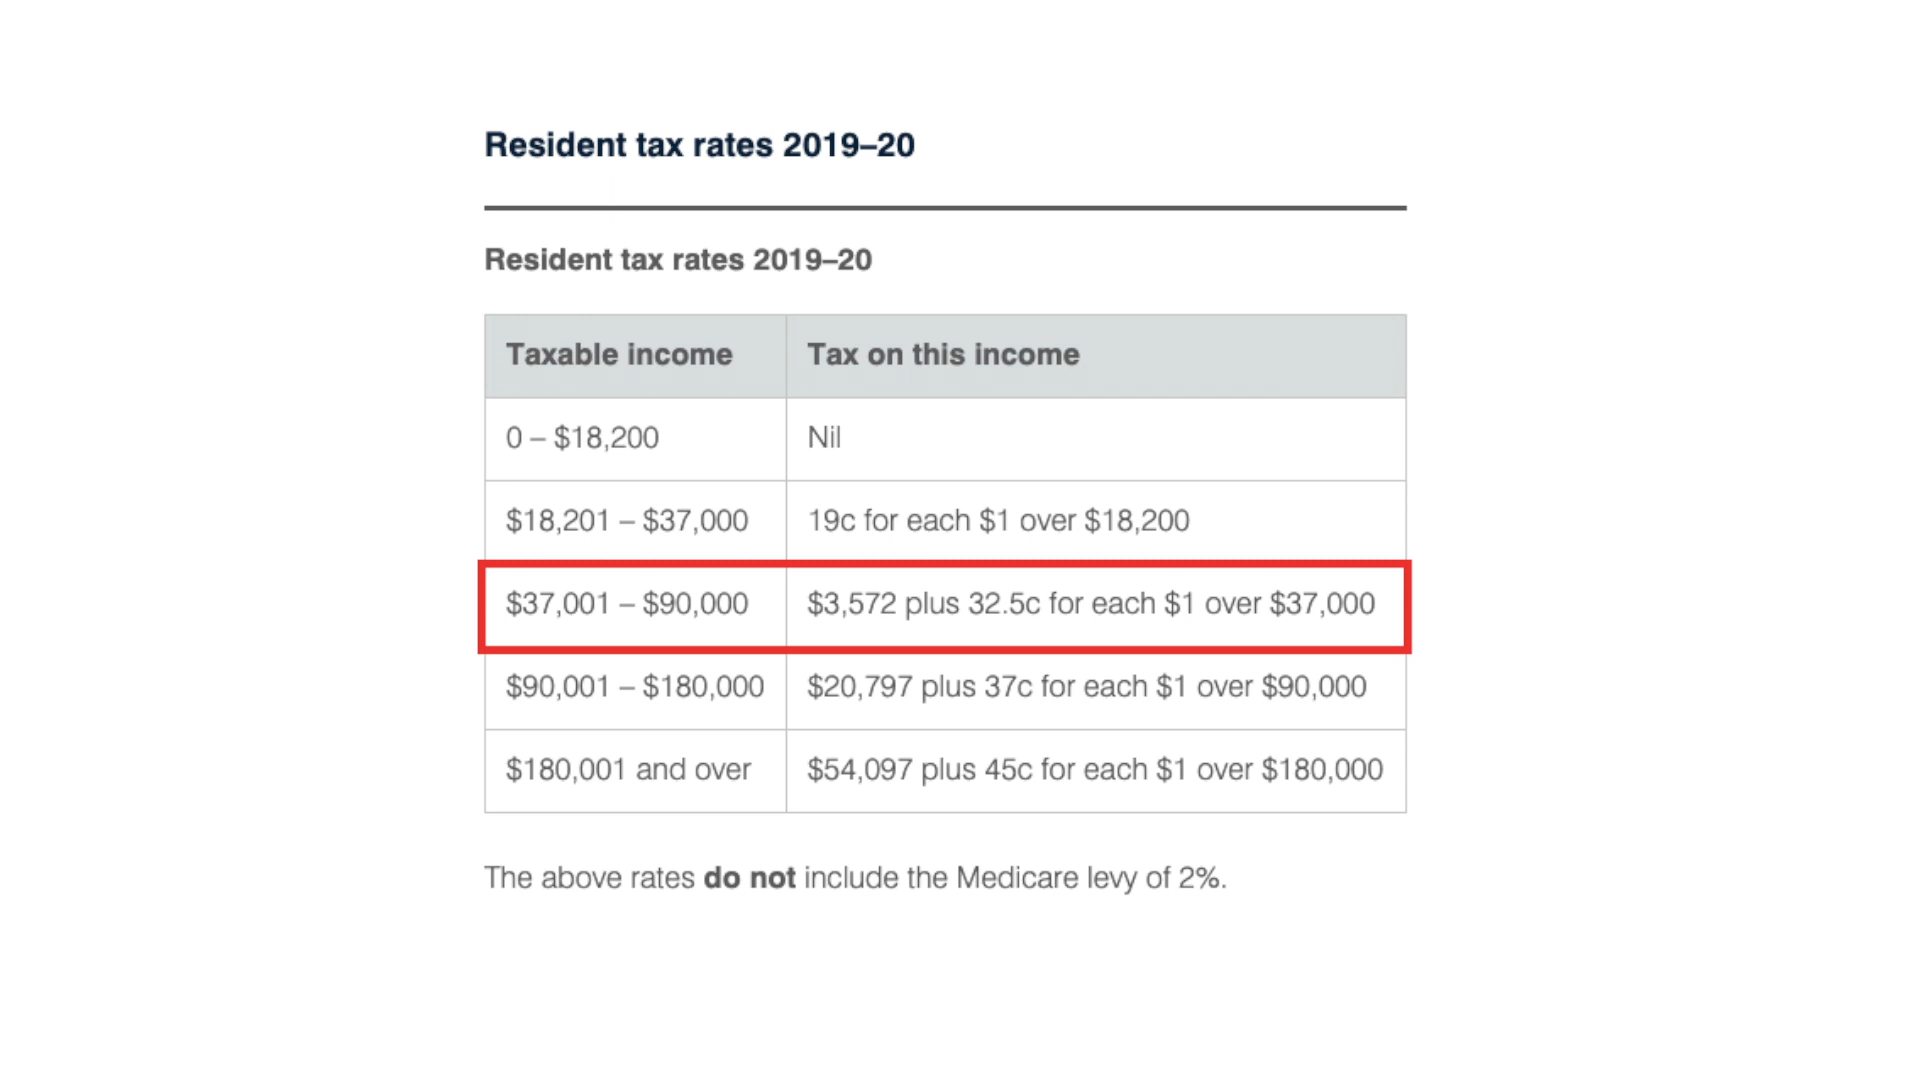 Resident tax rates 2019–20
Resident tax rates 2019–20
Taxable income Tax on this income
0 – $18,200 Nil
$18,201 – $37,000 19c for each $1 over $18,200
$37,001 – $90,000 $3,572 plus 32.5c for each $1 over $37,000
$90,001 – $180,000 $20,797 plus 37c for each $1 over $90,000
$180,001 and over $54,097 plus 45c for each $1 over $180,000
The above rates do not include the Medicare levy of 2%.